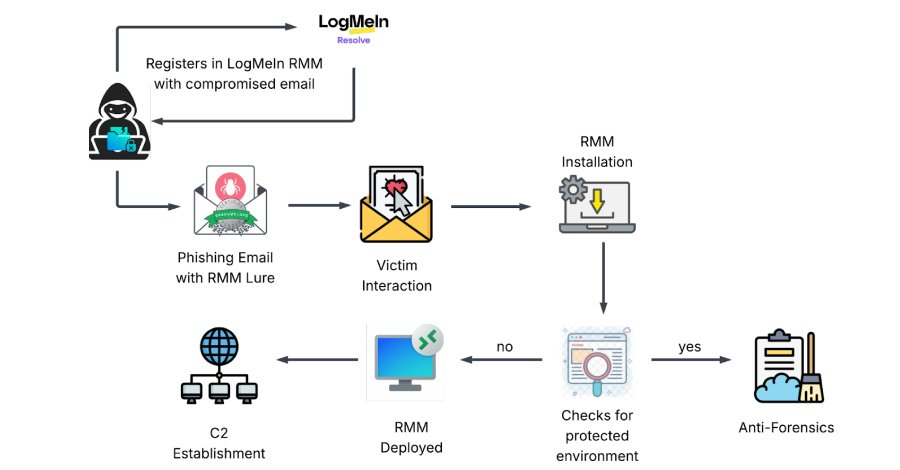 LogMeIn
Resolve
Registers in LogMeIn RMM
with compromised email
RMM
Installation
Phishing Email
with RMM Lure
Victim
Interaction
no
yes
C2
Establishment
RMM
Deployed
Checks for
protected
environment
Anti-Forensics